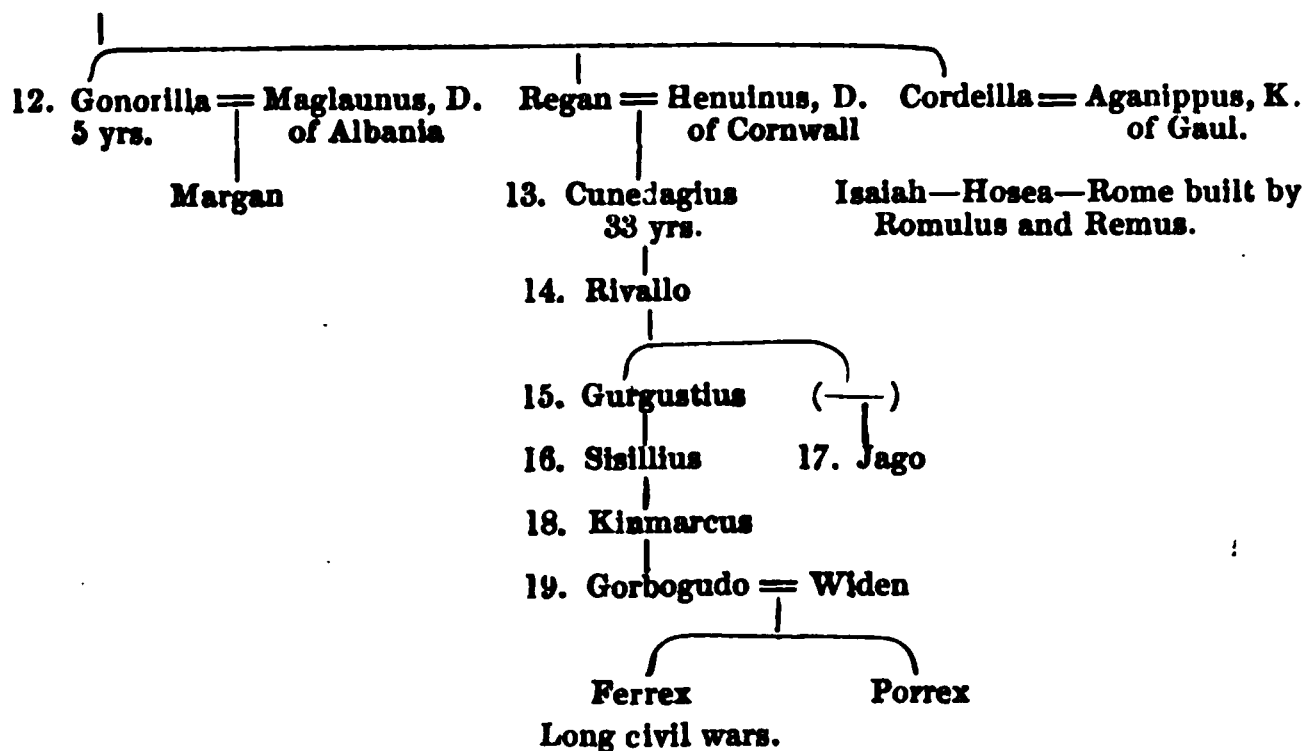 12. Gonorilla = Maglaunus, D. Regan = Henuinus, D. Cordeilla = Aganippus, K.
5 yrs. of Albania of Cornwall of Gaul.
Margan 13. Cunedagius Isaiah—Hosea—Rome built by
33 yrs. Romulus and Remus.
14. Rivallo
15. Gurgustius (—)
16. Sisillius 17. Jago
18. Kinmarcus
19. Gorbogudo = Widen
Ferrex Porrex
Long civil wars.